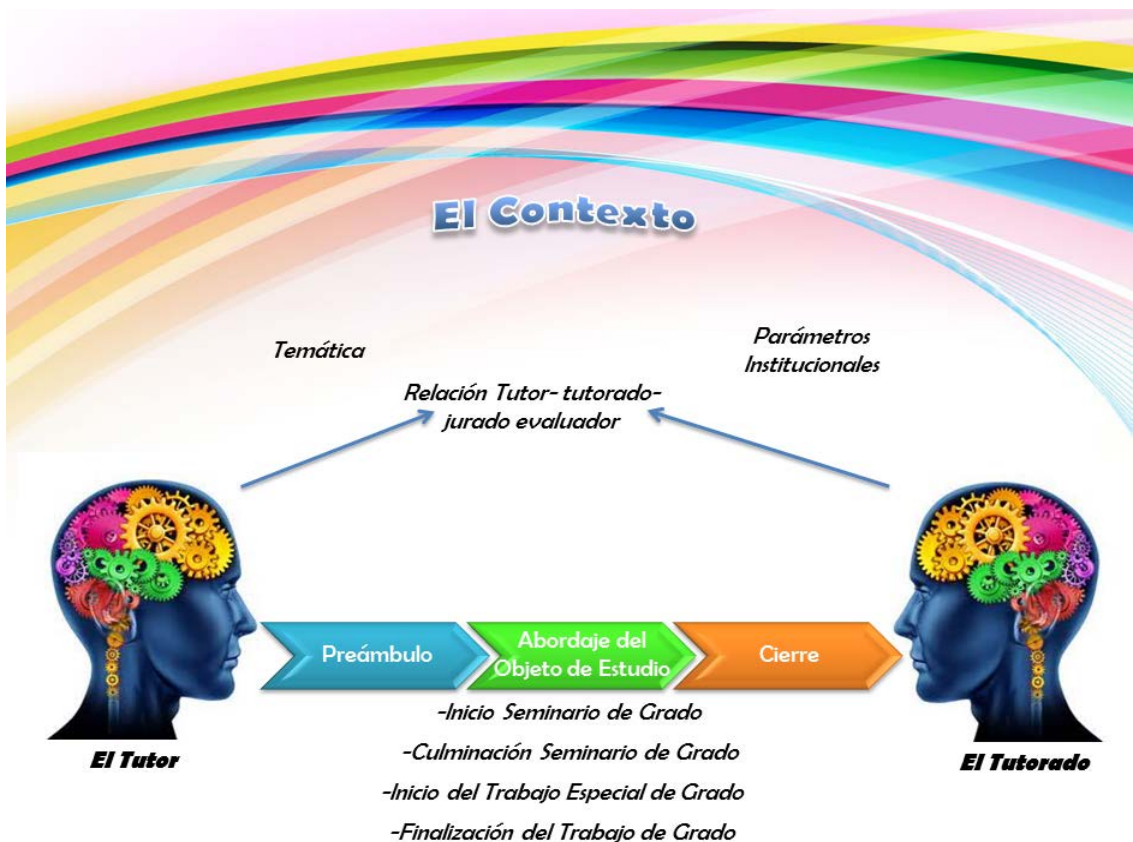 El Contexto
Temática
Parámetros
Institucionales
Relación Tutor- tutorado-
jurado evaluador
Preámbulo
Abordaje del
Objeto de Estudio
Cierre
-Inicio Seminario de Grado
-Culminación Seminario de Grado
-Inicio del Trabajo Especial de Grado
-Finalización del Trabajo de Grado
El Tutor
El Tutorado